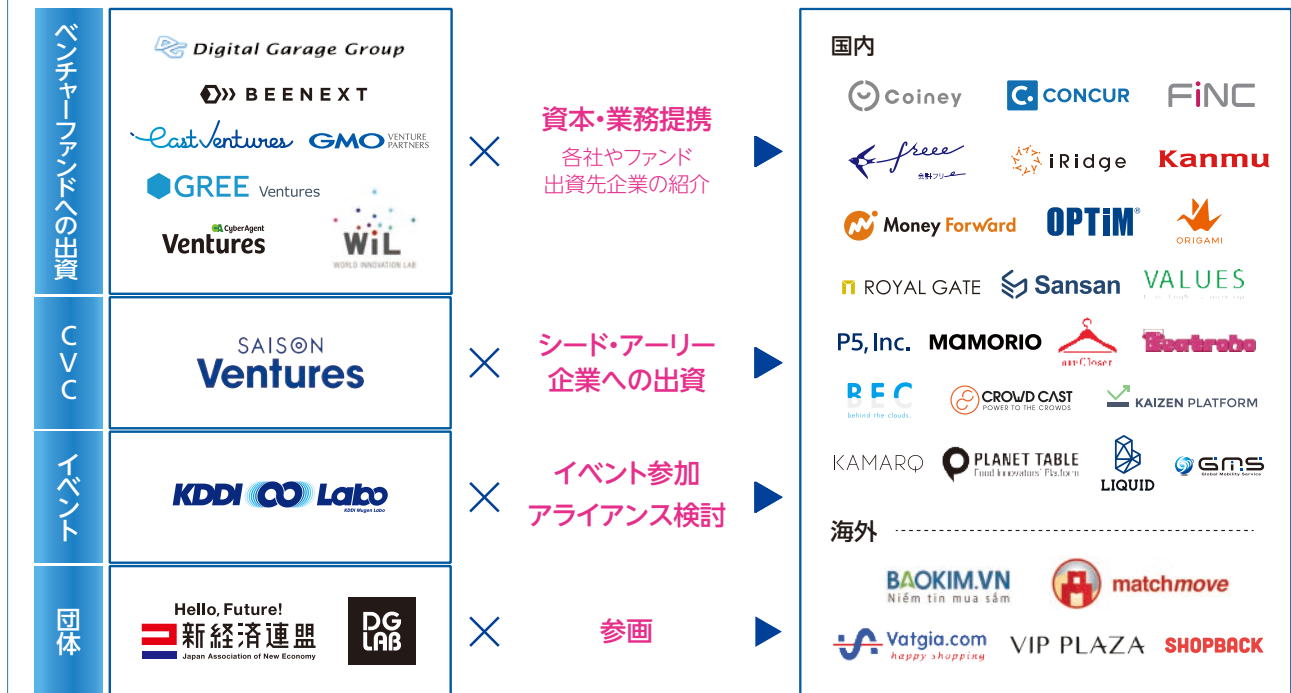 ベンチャーファンドへの出資
Digital Garage Group
BEENEXT
East Ventures
GMO VENTURE PARTNERS
GREE Ventures
CyberAgent
Ventures
WiL
WORLD INNOVATION LAB
×
資本・業務提携
各社やファンド
出資先企業の紹介
CVC
SAISON
Ventures
×
シード・アーリー
企業への出資
イベント
KDDI ∞ Labo
KDDI Mugen Labo
×
イベント参加
アライアンス検討
団体
Hello, Future!
新経済連盟
Japan Association of New Economy
DG
LAB
×
参画
国内
Coiney
C. CONCUR
FiNC
freee
会計フリー
iRidge
Kanmu
Money Forward
OPTiM®
ORIGAMI
ROYAL GATE
Sansan
VALUES
P5, Inc.
MAMORIO
airCloset
Beatrobo
BEC
behind the clouds.
CROWD CAST
POWER TO THE CROWDS
KAIZEN PLATFORM
KAMARQ
PLANET TABLE
Food Innovators' Platform
LIQUID
GMS
Global Mobility Service
海外
BAOKIM.VN
Niềm tin mua sắm
matchmove
Vatgia.com
happy shopping
VIP PLAZA
SHOPBACK